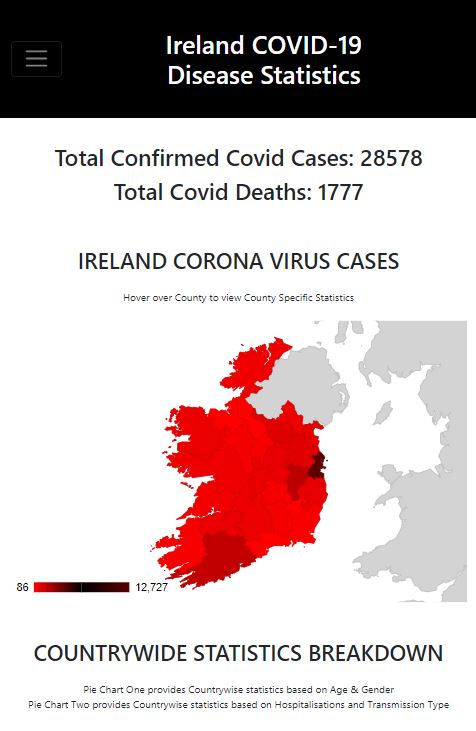 Ireland COVID-19
Disease Statistics
Total Confirmed Covid Cases: 28578
Total Covid Deaths: 1777
IRELAND CORONA VIRUS CASES
Hover over County to view County Specific Statistics
86 12,727
COUNTRYWIDE STATISTICS BREAKDOWN
Pie Chart One provides Countrywise statistics based on Age & Gender
Pie Chart Two provides Countrywise statistics based on Hospitalisations and Transmission Type